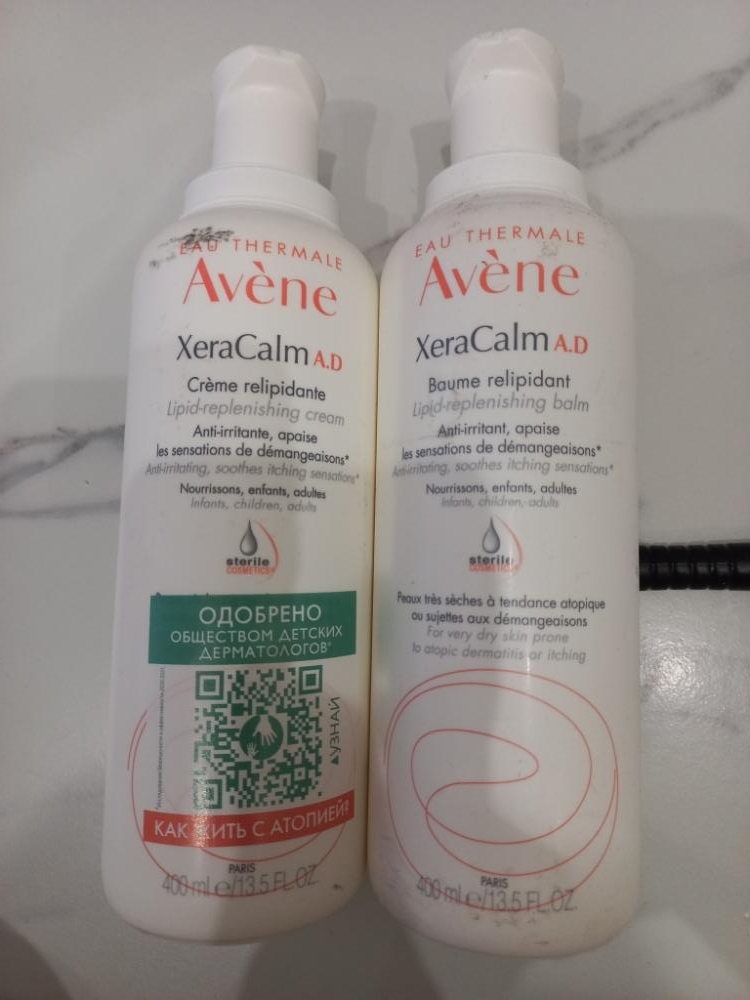 EAU THERMALE
Avène
XeraCalm A.D
Crème relipidante
Lipid-replenishing cream
Anti-irritante, apaise
les sensations de démangeaisons*
Anti-irritating, soothes itching sensations*
Nourrissons, enfants, adultes
Infants, children, adults
sterile
COSMETICS
ОДОБРЕНО
ОБЩЕСТВОМ ДЕТСКИХ
ДЕРМАТОЛОГОВ*
УЗНАЙ
КАК ЖИТЬ С АТОПИЕЙ?
PARIS
400 ml e/13.5 FL.OZ.
EAU THERMALE
Avène
XeraCalm A.D
Baume relipidant
Lipid-replenishing balm
Anti-irritant, apaise
les sensations de démangeaisons*
Anti-irritating, soothes itching sensations*
Nourrissons, enfants, adultes
Infants, children, adults
sterile
COSMETICS
Peaux très sèches à tendance atopique
ou sujettes aux démangeaisons
For very dry skin prone
to atopic dermatitis or itching
PARIS
400 ml e/13.5 FL.OZ.